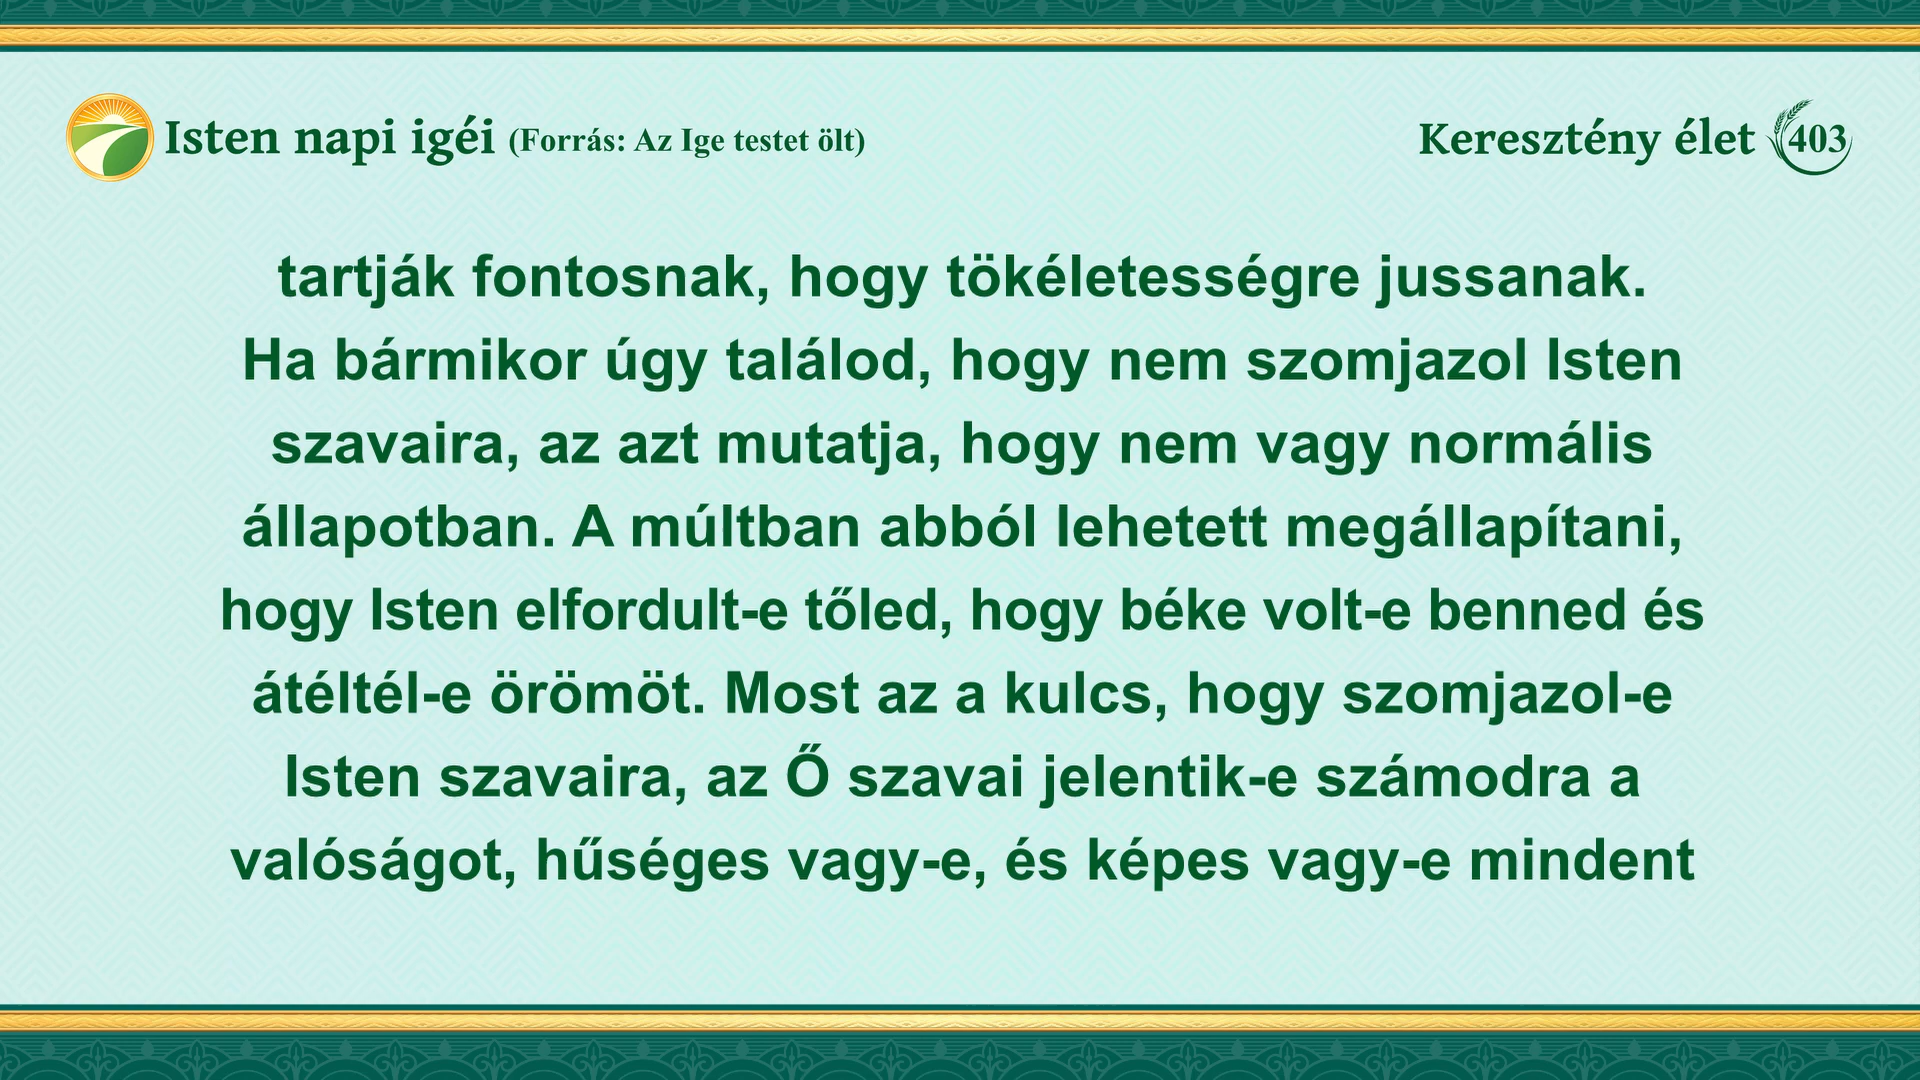 Isten napi igéi (Forrás: Az Ige testet ölt)
Keresztény élet 403
tartják fontosnak, hogy tökéletességre jussanak.
Ha bármikor úgy találod, hogy nem szomjazol Isten
szavaira, az azt mutatja, hogy nem vagy normális
állapotban. A múltban abból lehetett megállapítani,
hogy Isten elfordult-e tőled, hogy béke volt-e benned és
átéltél-e örömöt. Most az a kulcs, hogy szomjazol-e
Isten szavaira, az Ő szavai jelentik-e számodra a
valóságot, hűséges vagy-e, és képes vagy-e mindent